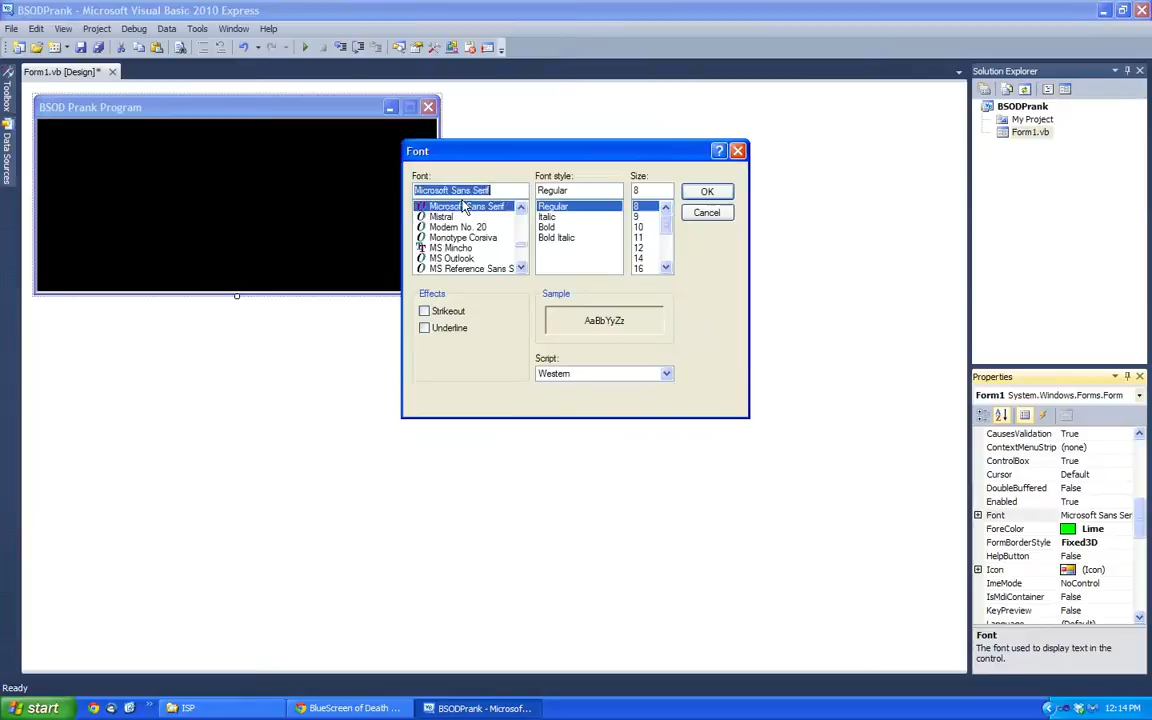 BSODPrank - Microsoft Visual Basic 2010 Express
File Edit View Project Debug Data Tools Window Help
Form1.vb [Design]*
Toolbox
Data Sources
BSOD Prank Program
Font
Font:
Microsoft Sans Serif
Microsoft Sans Serif
Mistral
Modern No. 20
Monotype Corsiva
MS Mincho
MS Outlook
MS Reference Sans S
Font style:
Regular
Regular
Italic
Bold
Bold Italic
Size:
8
8
9
10
11
12
14
16
OK
Cancel
Effects
Strikeout
Underline
Sample
AaBbYyZz
Script:
Western
Solution Explorer
BSODPrank
My Project
Form1.vb
Properties
Form1 System.Windows.Forms.Form
CausesValidation True
ContextMenuStrip (none)
ControlBox True
Cursor Default
DoubleBuffered False
Enabled True
Font Microsoft Sans Ser
ForeColor Lime
FormBorderStyle Fixed3D
HelpButton False
Icon (Icon)
ImeMode NoControl
IsMdiContainer False
KeyPreview False
Language (Default)
Font
The font used to display text in the
control.
Ready
start
ISP
BlueScreen of Death ...
BSODPrank - Microsof...
12:14 PM